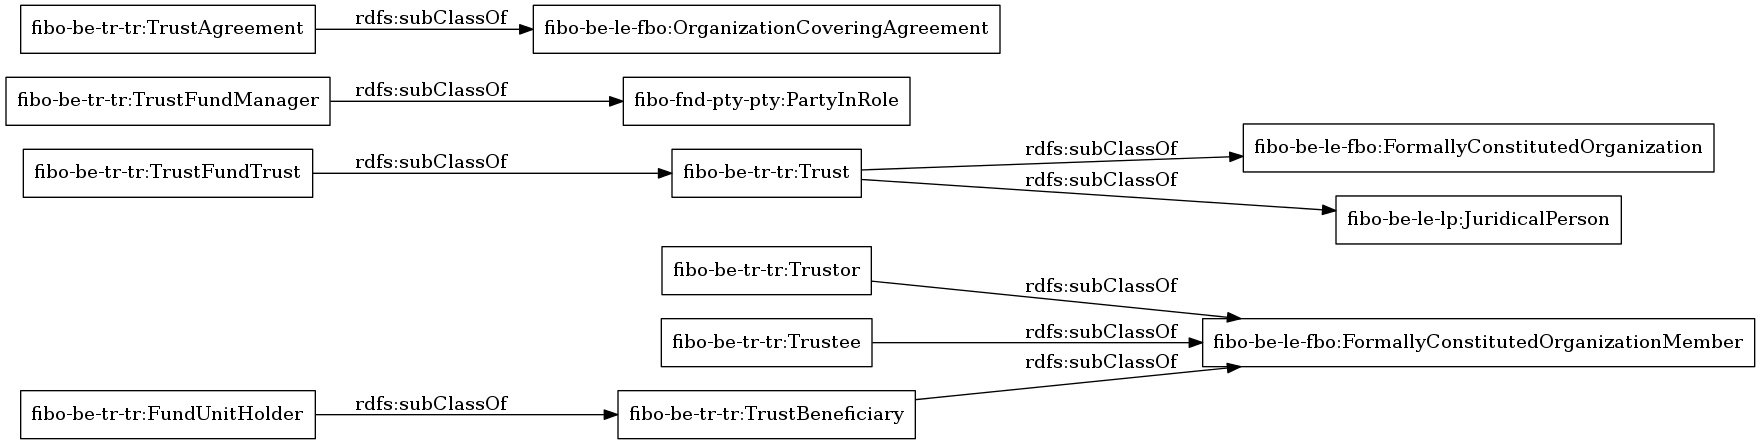 fibo-be-tr-tr:TrustAgreement
rdfs:subClassOf
fibo-be-le-fbo:OrganizationCoveringAgreement
fibo-be-tr-tr:TrustFundManager
rdfs:subClassOf
fibo-fnd-pty-pty:PartyInRole
fibo-be-tr-tr:TrustFundTrust
rdfs:subClassOf
fibo-be-tr-tr:Trust
rdfs:subClassOf
fibo-be-le-fbo:FormallyConstitutedOrganization
rdfs:subClassOf
fibo-be-le-lp:JuridicalPerson
fibo-be-tr-tr:Trustor
rdfs:subClassOf
fibo-be-tr-tr:Trustee
rdfs:subClassOf
fibo-be-le-fbo:FormallyConstitutedOrganizationMember
fibo-be-tr-tr:FundUnitHolder
rdfs:subClassOf
fibo-be-tr-tr:TrustBeneficiary
rdfs:subClassOf